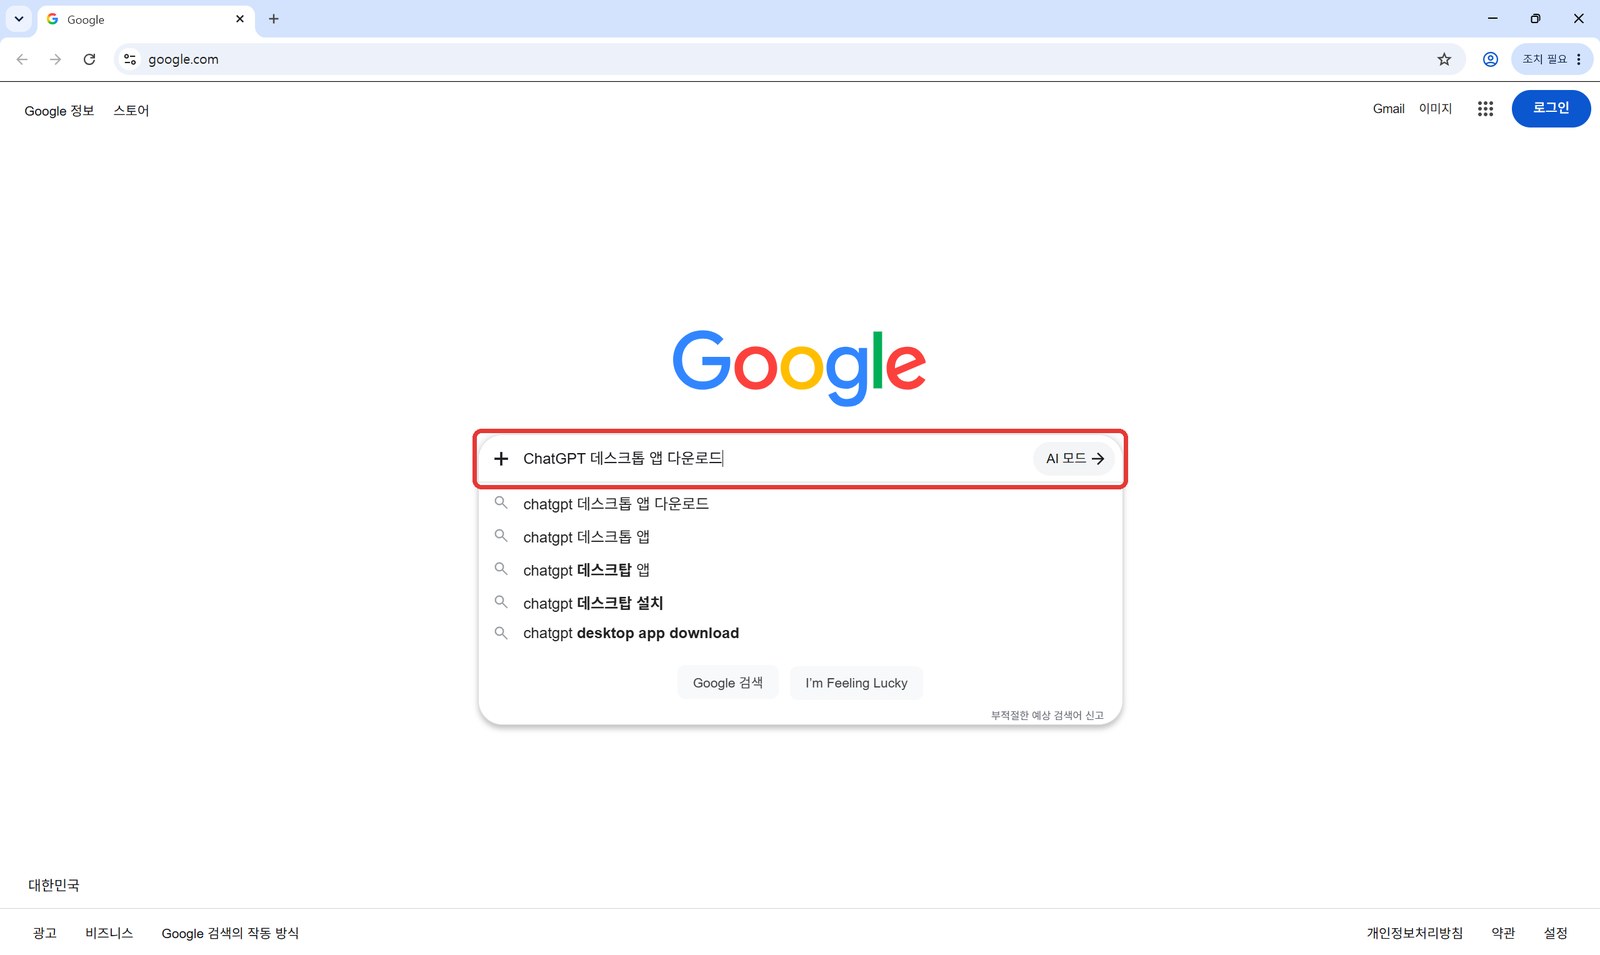 Google
google.com
조치 필요
Google 정보 스토어
Gmail 이미지 로그인
Google
ChatGPT 데스크톱 앱 다운로드 AI 모드
chatgpt 데스크톱 앱 다운로드
chatgpt 데스크톱 앱
chatgpt 데스크탑 앱
chatgpt 데스크탑 설치
chatgpt desktop app download
Google 검색 I'm Feeling Lucky
부적절한 예상 검색어 신고
대한민국
광고 비즈니스 Google 검색의 작동 방식 개인정보처리방침 약관 설정